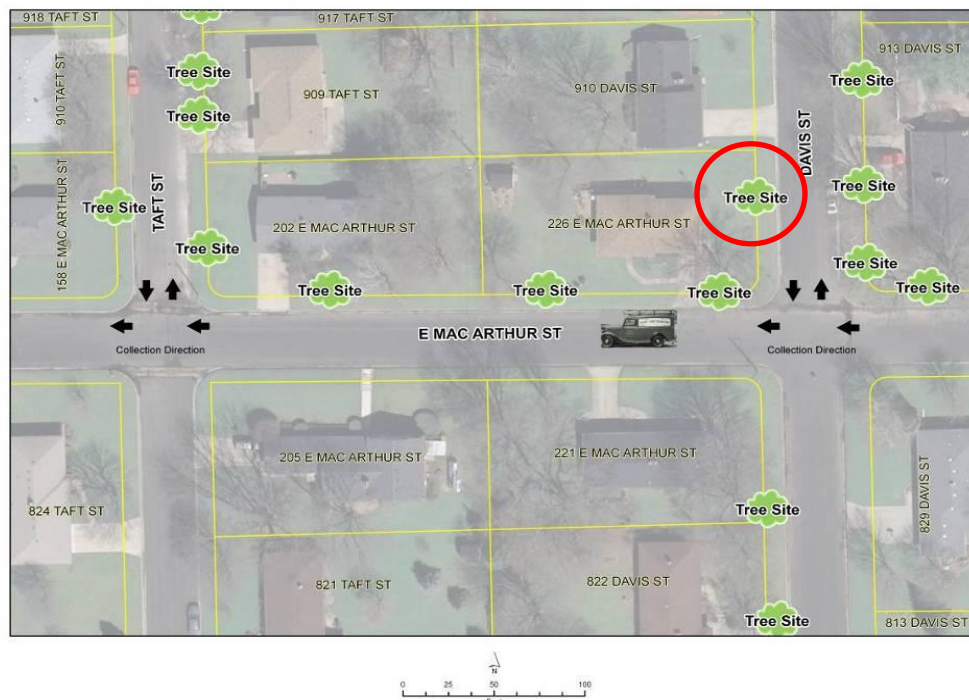 918 TAFT ST
917 TAFT ST
913 DAVIS ST
Tree Site
Tree Site
910 TAFT ST
909 TAFT ST
910 DAVIS ST
Tree Site
DAVIS ST
Tree Site
Tree Site
Tree Site
158 E MAC ARTHUR ST
TAFT ST
202 E MAC ARTHUR ST
226 E MAC ARTHUR ST
Tree Site
Tree Site
Tree Site
Tree Site
Tree Site
Tree Site
E MAC ARTHUR ST
Collection Direction
Collection Direction
205 E MAC ARTHUR ST
221 E MAC ARTHUR ST
829 DAVIS ST
824 TAFT ST
Tree Site
821 TAFT ST
822 DAVIS ST
Tree Site
813 DAVIS ST
N
0 25 50 100